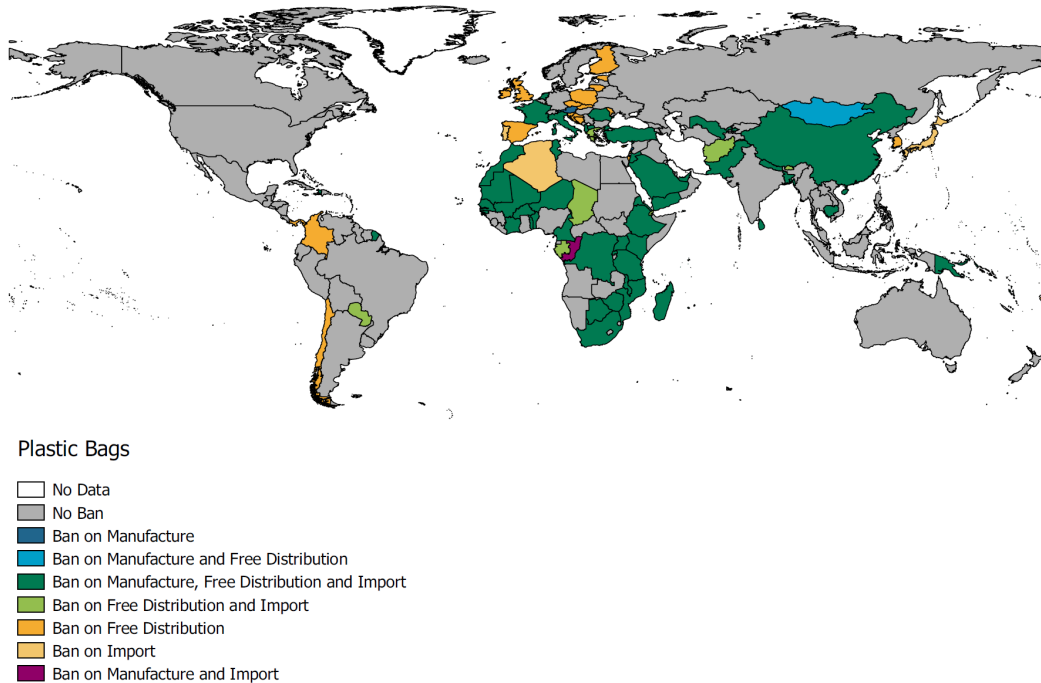 Plastic Bags
No Data
No Ban
Ban on Manufacture
Ban on Manufacture and Free Distribution
Ban on Manufacture, Free Distribution and Import
Ban on Free Distribution and Import
Ban on Free Distribution
Ban on Import
Ban on Manufacture and Import